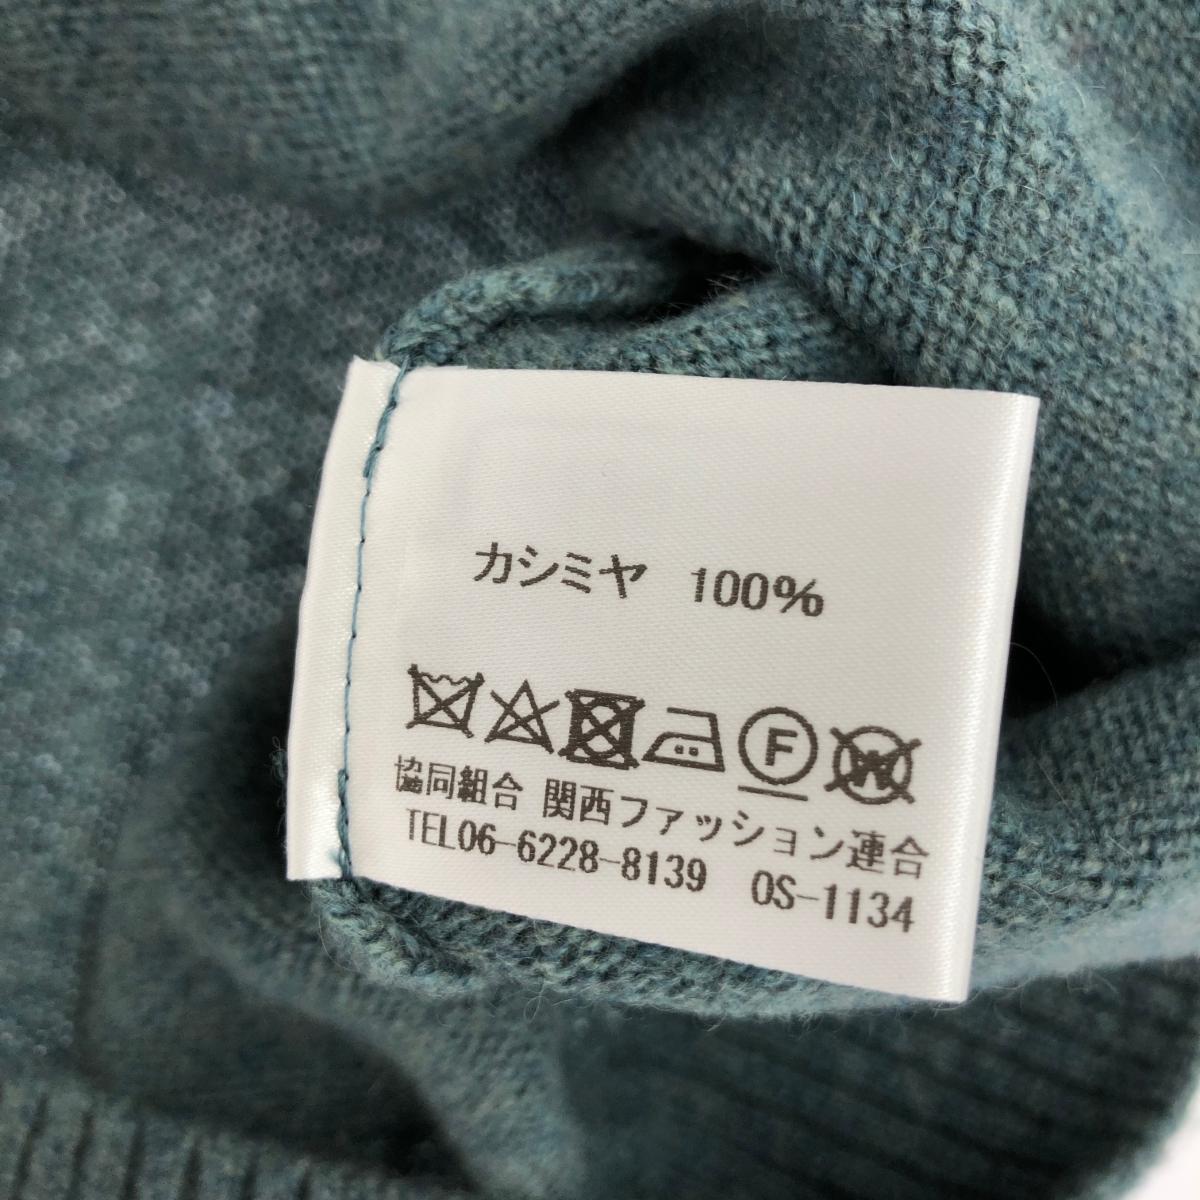 カシミヤ 100%
F W
協同組合 関西ファッション連合
TEL06-6228-8139 OS-1134